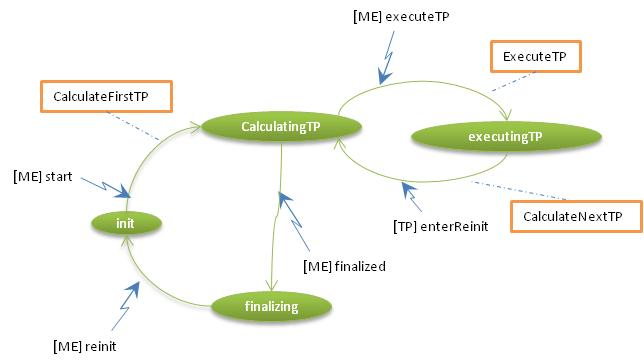 [ME] executeTP
ExecuteTP
CalculateFirstTP
CalculatingTP
executingTP
[ME] start
CalculateNextTP
init
[TP] enterReinit
[ME] finalized
finalizing
[ME] reinit